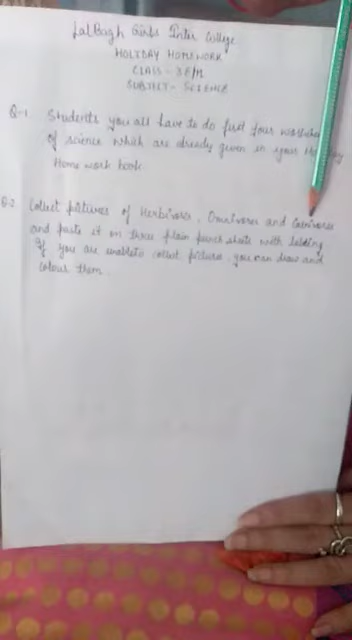 LalBagh Girls Inter College
HOLIDAY HOMEWORK
CLASS - 3 E/M
SUBJECT - SCIENCE
Q-1 Students you all have to do first four
of science which are already given in your
Home work book.
Q-2 Collect pictures of Herbivores, Omnivores and Carnivores
and paste it on three plain paper sheets with
If you are unable to collect picture you can draw and
colour them.